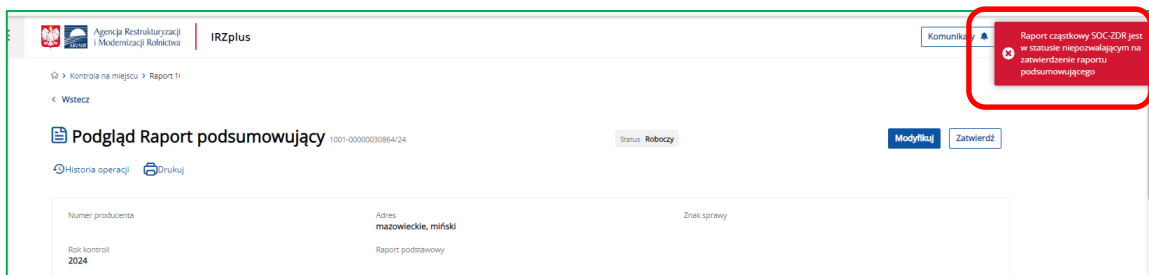 Agencja Restrukturyzacji
i Modernizacji Rolnictwa
IRZplus
Komunikaty
Raport cząstkowy SOC-ZDR jest
w statusie niepozwalającym na
zatwierdzenie raportu
podsumowującego
Kontrola na miejscu > Raport
< Wstecz
Podgląd Raport podsumowujący 1001-00000030864/24
Status Roboczy
Modyfikuj
Zatwierdź
Historia operacji
Drukuj
Numer producenta
Adres
mazowieckie, miński
Znak sprawy
Rok kontroli
2024
Raport podstawowy